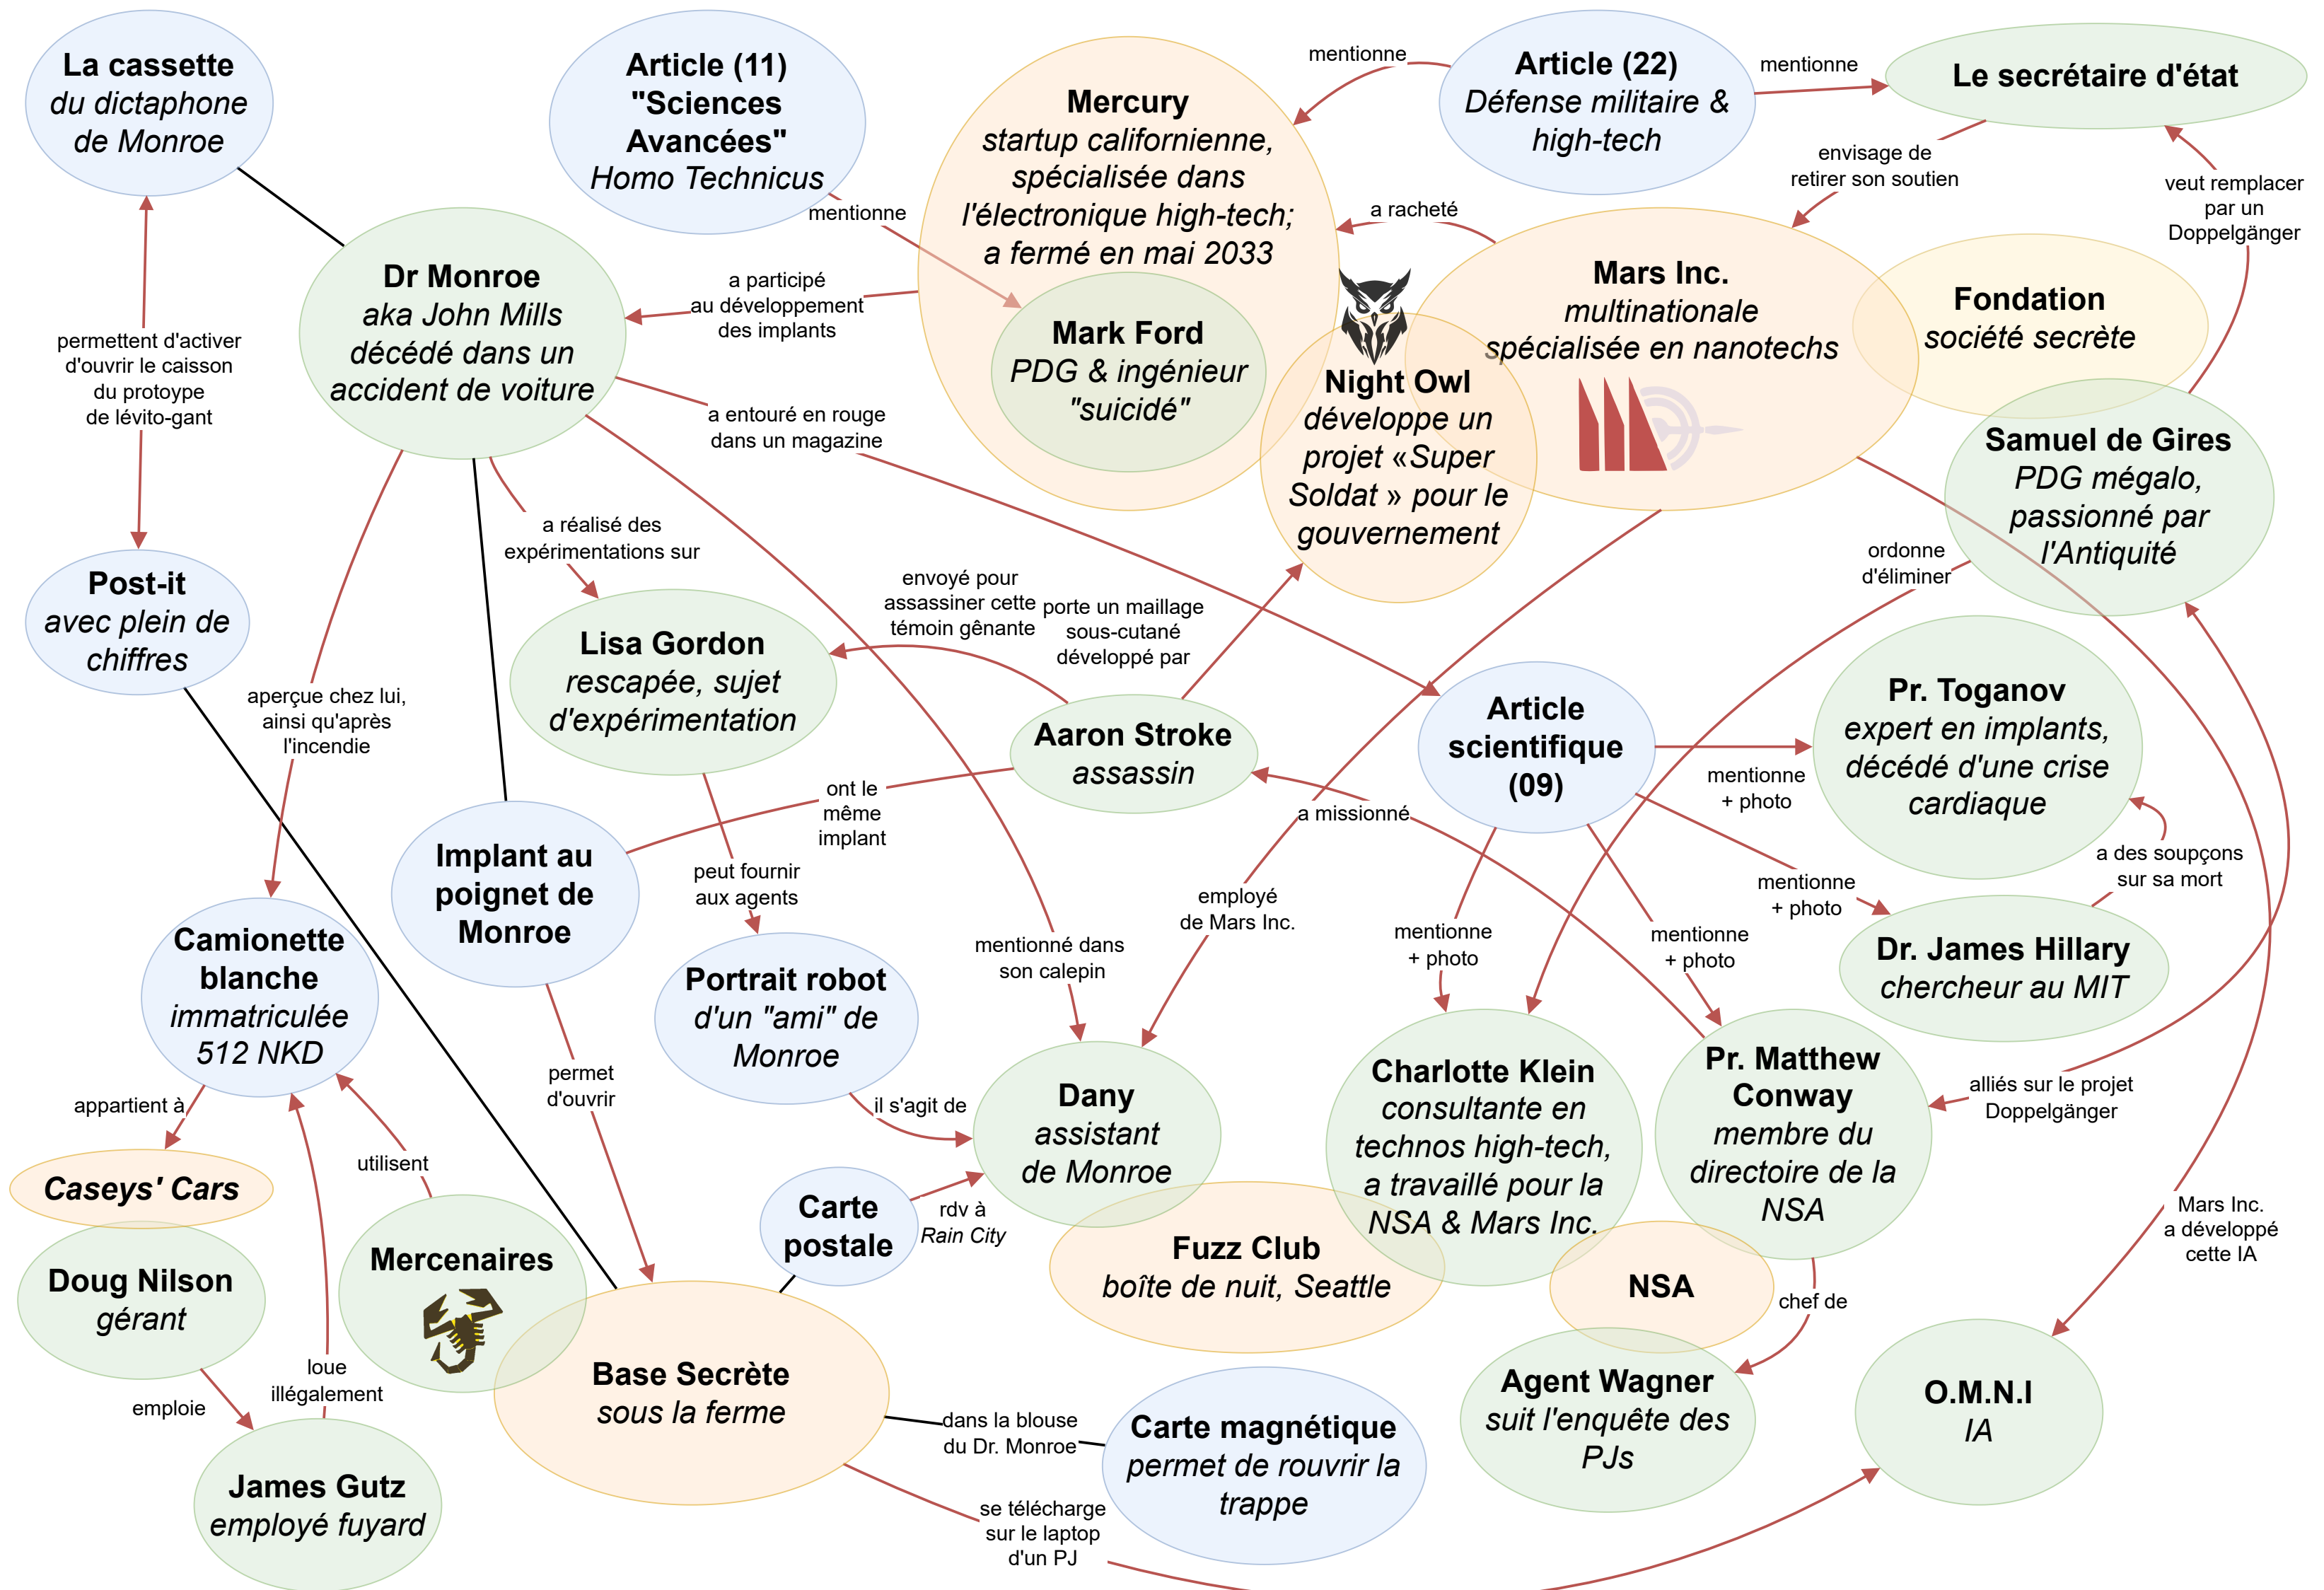 La cassette
du dictaphone
de Monroe
Article (11)
"Sciences
Avancées"
Homo Technicus
Mercury
startup californienne,
spécialisée dans
l'électronique high-tech;
a fermé en mai 2033
mentionne
Article (22)
Défense militaire &
high-tech
mentionne
Le secrétaire d'état
envisage de
retirer son soutien
veut remplacer
par un
Doppelgänger
mentionne
a racheté
Dr Monroe
aka John Mills
décédé dans un
accident de voiture
a participé
au développement
des implants
Mark Ford
PDG & ingénieur
"suicidé"
Mars Inc.
multinationale
spécialisée en nanotechs
Fondation
société secrète
permettent d'activer
d'ouvrir le caisson
du protoype
de lévito-gant
a entouré en rouge
dans un magazine
Night Owl
développe un
projet «Super
Soldat » pour le
gouvernement
Samuel de Gires
PDG mégalo,
passionné par
l'Antiquité
a réalisé des
expérimentations sur
ordonne
d'éliminer
Post-it
avec plein de
chiffres
envoyé pour
assassiner cette
témoin gênante
porte un maillage
sous-cutané
développé par
Lisa Gordon
rescapée, sujet
d'expérimentation
aperçue chez lui,
ainsi qu'après
l'incendie
Aaron Stroke
assassin
Article
scientifique
(09)
Pr. Toganov
expert en implants,
décédé d'une crise
cardiaque
mentionne
+ photo
ont le
même
implant
a missionné
Implant au
poignet de
Monroe
peut fournir
aux agents
employé
de Mars Inc.
mentionne
+ photo
a des soupçons
sur sa mort
mentionné dans
son calepin
mentionne
+ photo
mentionne
+ photo
Dr. James Hillary
chercheur au MIT
Camionette
blanche
immatriculée
512 NKD
Portrait robot
d'un "ami" de
Monroe
permet
d'ouvrir
Dany
assistant
de Monroe
Charlotte Klein
consultante en
technos high-tech,
a travaillé pour la
NSA & Mars Inc.
Pr. Matthew
Conway
membre du
directoire de la
NSA
alliés sur le projet
Doppelgänger
appartient à
il s'agit de
utilisent
Caseys' Cars
Carte
postale
rdv à
Rain City
Mars Inc.
a développé
cette IA
Doug Nilson
gérant
Mercenaires
Fuzz Club
boîte de nuit, Seattle
NSA
chef de
loue
illégalement
emploie
Base Secrète
sous la ferme
dans la blouse
du Dr. Monroe
Carte magnétique
permet de rouvrir la
trappe
Agent Wagner
suit l'enquête des
PJs
O.M.N.I
IA
James Gutz
employé fuyard
se télécharge
sur le laptop
d'un PJ